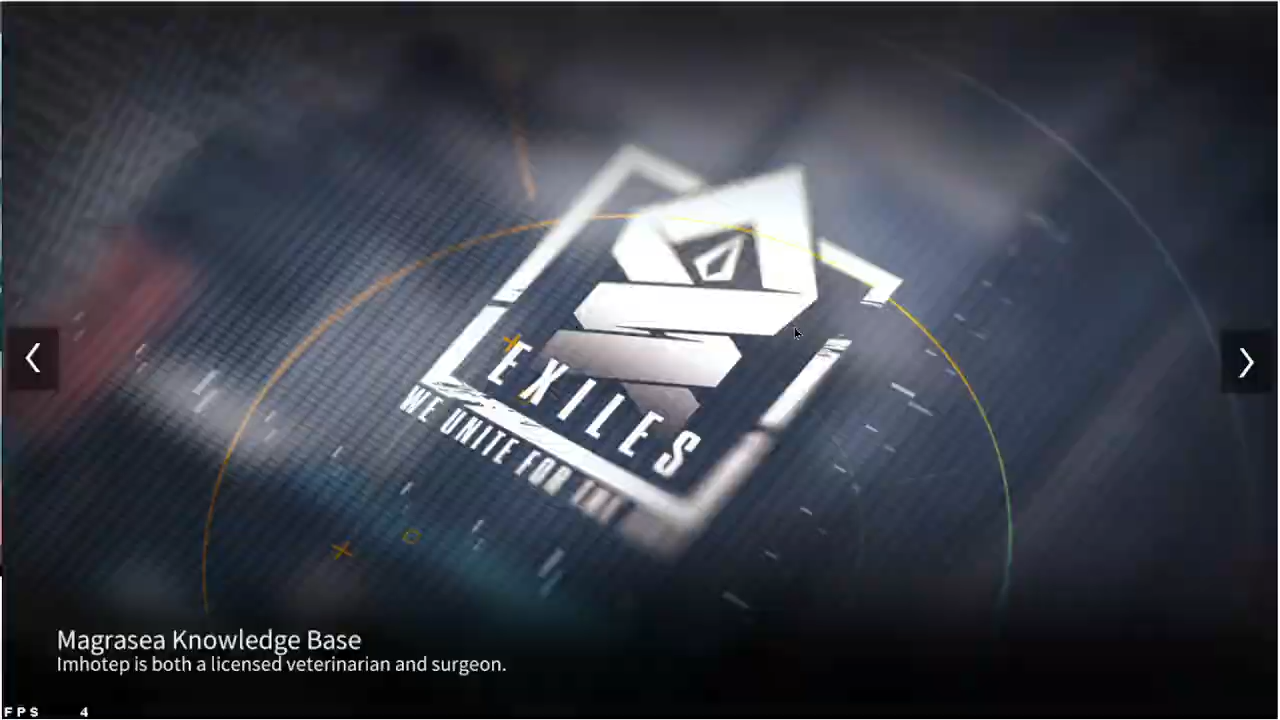 EXILES
WE UNITE FOR
Magrasea Knowledge Base
Imhotep is both a licensed veterinarian and surgeon.
FPS 4